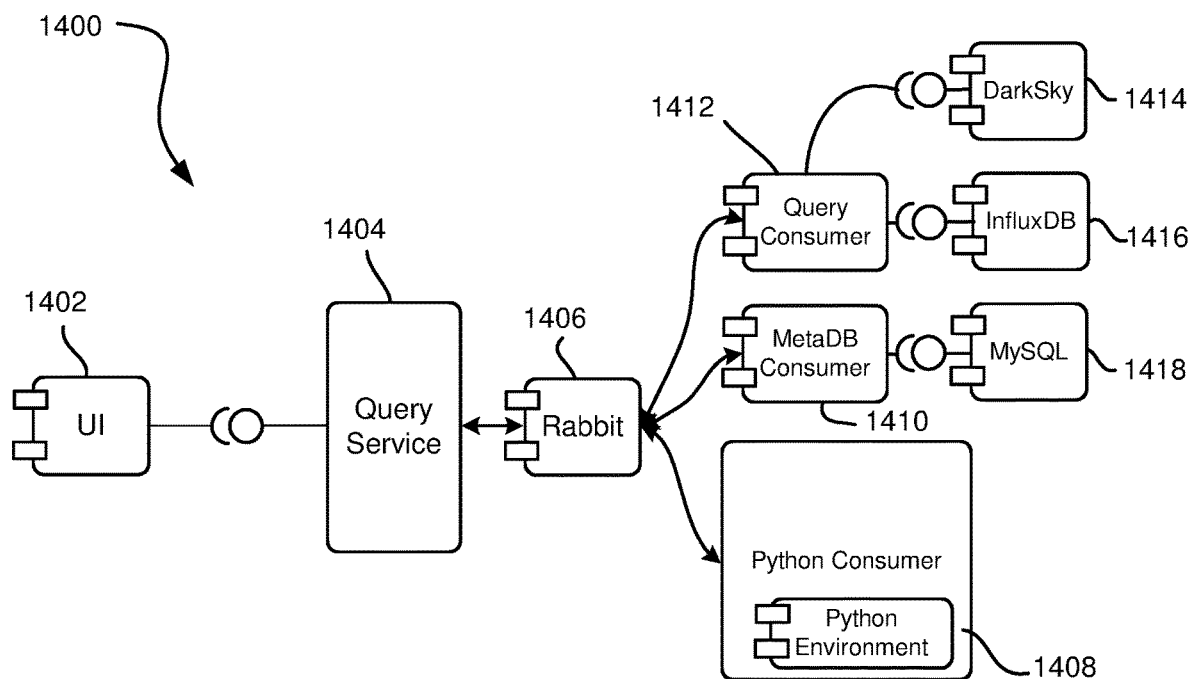 1400
DarkSky
1414
1412
Query
Consumer
InfluxDB
1416
1404
1402
1406
MetaDB
Consumer
MySQL
1418
1410
UI
Query
Service
Rabbit
Python Consumer
Python
Environment
1408